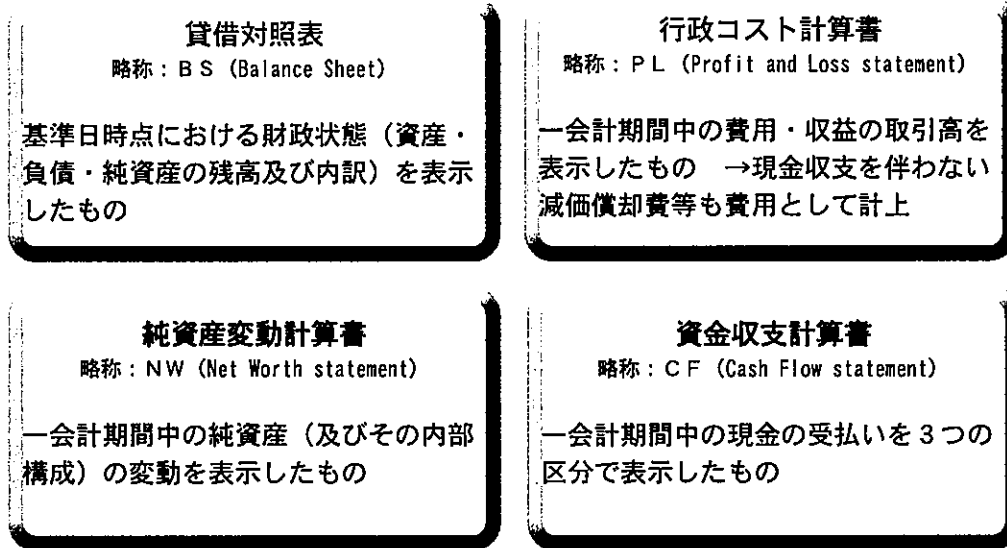 貸借対照表
略称：ＢＳ (Balance Sheet)
基準日時点における財政状態（資産・
負債・純資産の残高及び内訳）を表示
したもの
行政コスト計算書
略称：ＰＬ (Profit and Loss statement)
一会計期間中の費用・収益の取引高を
表示したもの　→現金収支を伴わない
減価償却費等も費用として計上
純資産変動計算書
略称：ＮＷ (Net Worth statement)
一会計期間中の純資産（及びその内部
構成）の変動を表示したもの
資金収支計算書
略称：ＣＦ (Cash Flow statement)
一会計期間中の現金の受払いを３つの
区分で表示したもの